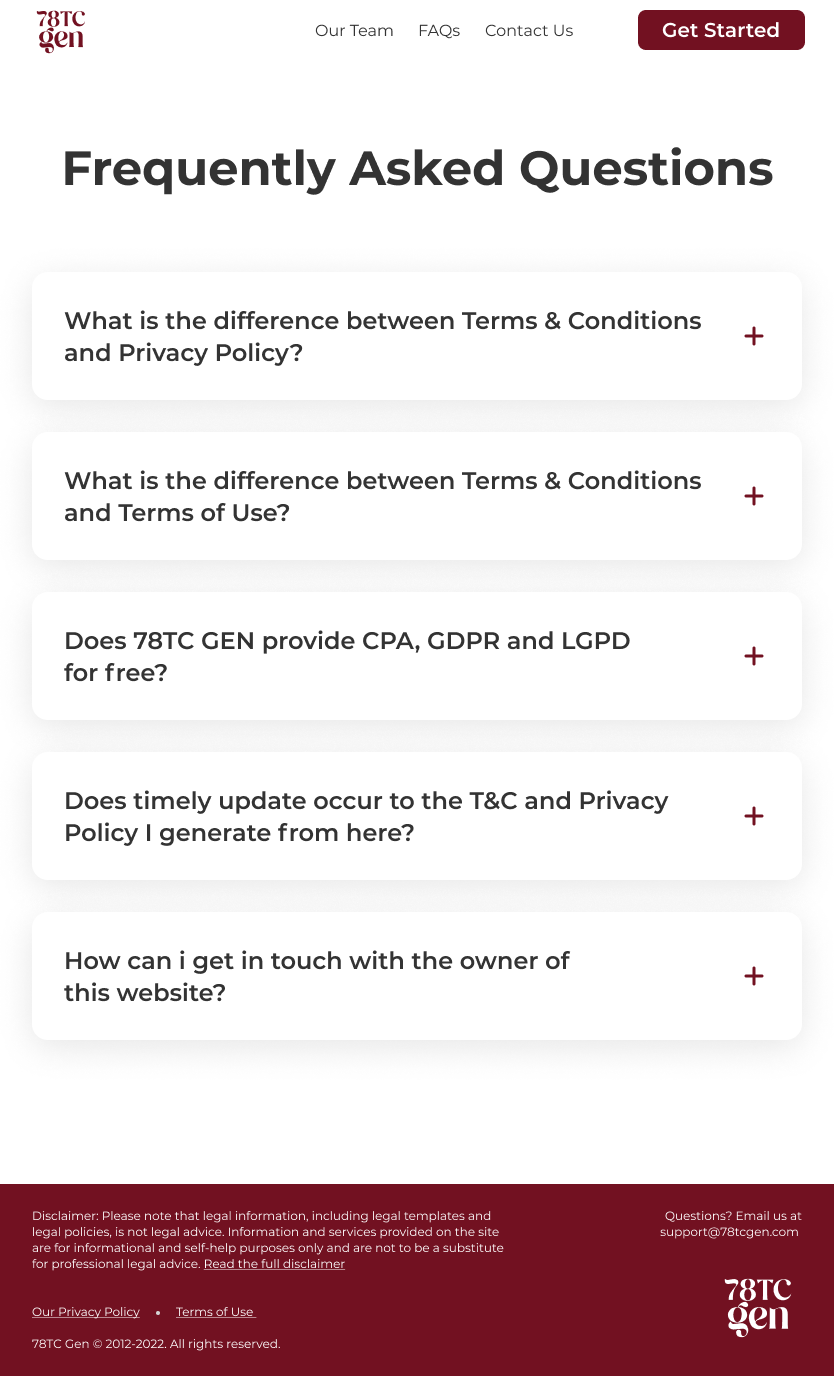 78TC
gen
Our Team
FAQs
Contact Us
Get Started
Frequently Asked Questions
What is the difference between Terms & Conditions
and Privacy Policy?
What is the difference between Terms & Conditions
and Terms of Use?
Does 78TC GEN provide CPA, GDPR and LGPD
for free?
Does timely update occur to the T&C and Privacy
Policy I generate from here?
How can i get in touch with the owner of
this website?
Disclaimer: Please note that legal information, including legal templates and
legal policies, is not legal advice. Information and services provided on the site
are for informational and self-help purposes only and are not to be a substitute
for professional legal advice. Read the full disclaimer
Our Privacy Policy • Terms of Use
78TC Gen © 2012-2022. All rights reserved.
Questions? Email us at
support@78tcgen.com
78TC
gen